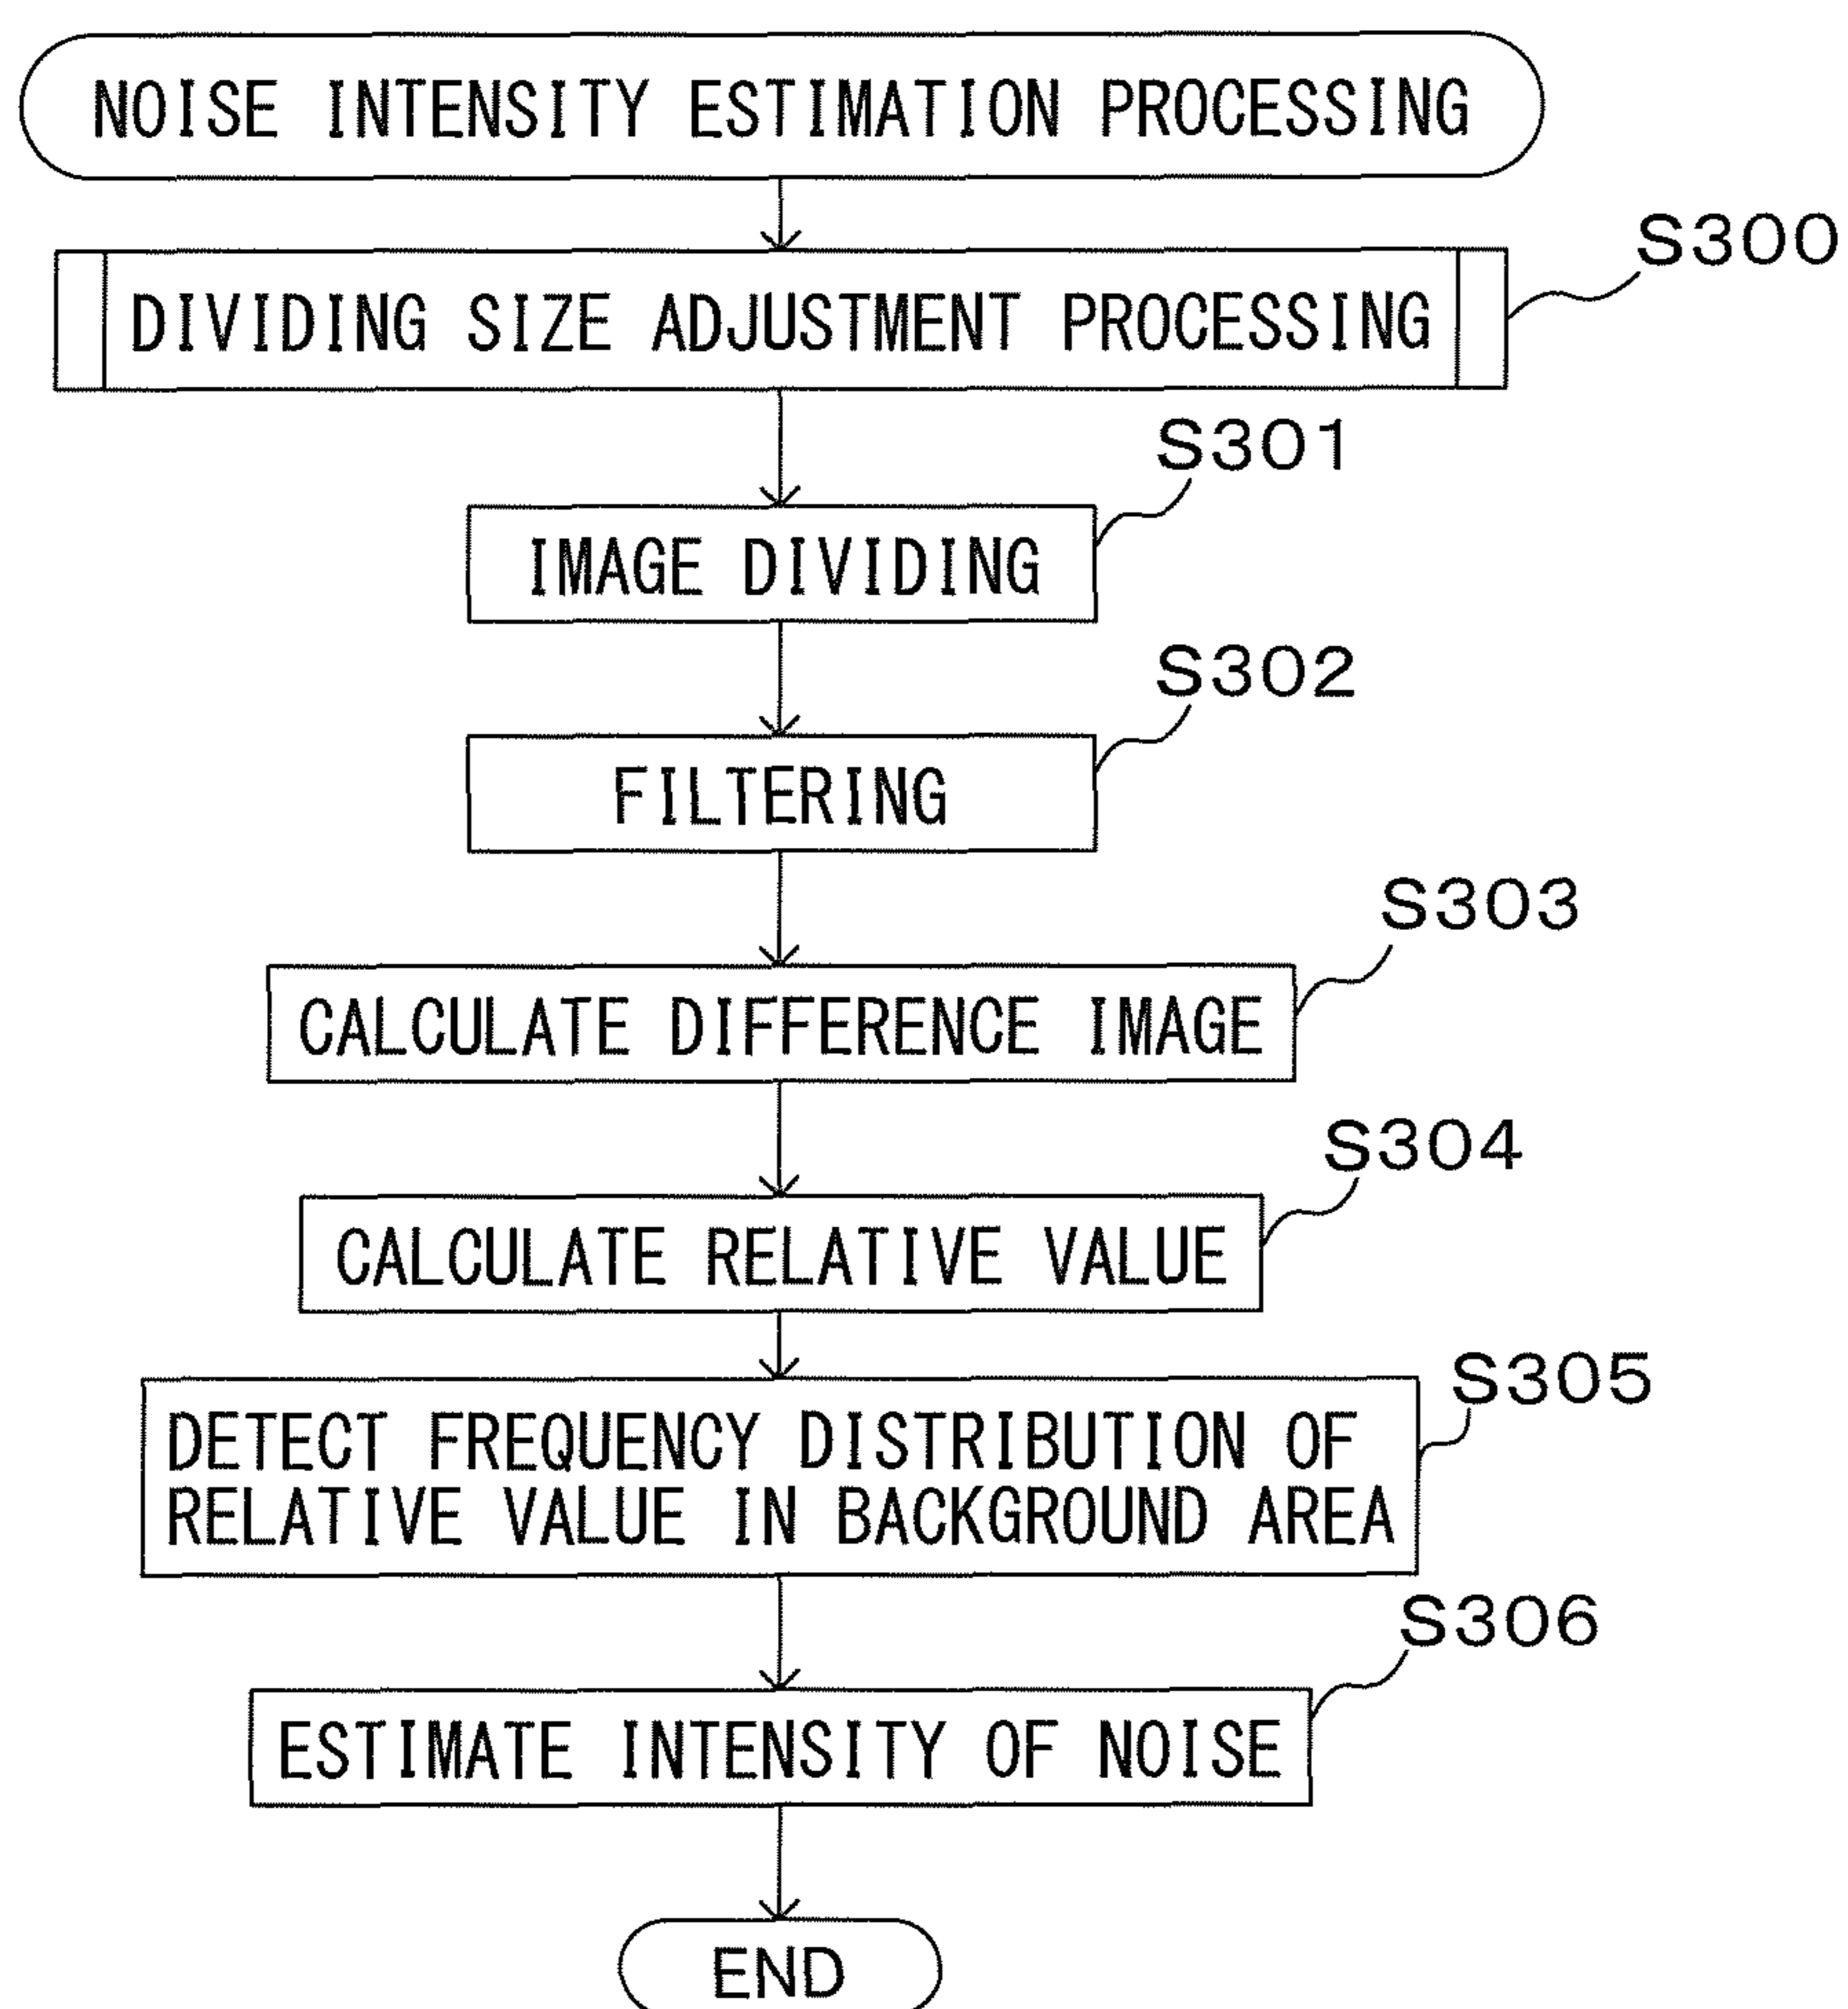 NOISE INTENSITY ESTIMATION PROCESSING
S300
DIVIDING SIZE ADJUSTMENT PROCESSING
S301
IMAGE DIVIDING
S302
FILTERING
S303
CALCULATE DIFFERENCE IMAGE
S304
CALCULATE RELATIVE VALUE
S305
DETECT FREQUENCY DISTRIBUTION OF
RELATIVE VALUE IN BACKGROUND AREA
S306
ESTIMATE INTENSITY OF NOISE
END